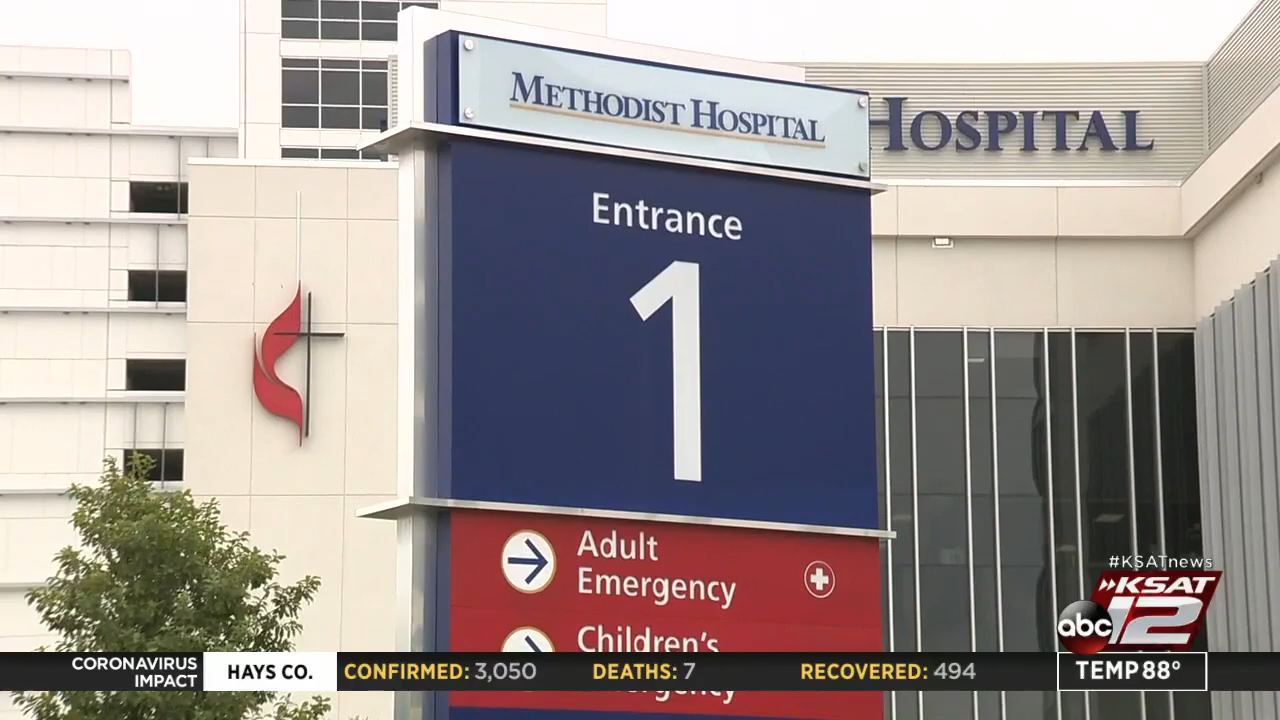 METHODIST HOSPITAL
HOSPITAL
Entrance
1
Adult
Emergency
Children's
Emergency
#KSATnews
KSAT
12
abc
CORONAVIRUS
IMPACT
HAYS CO.
CONFIRMED: 3,050
DEATHS: 7
RECOVERED: 494
TEMP 88°